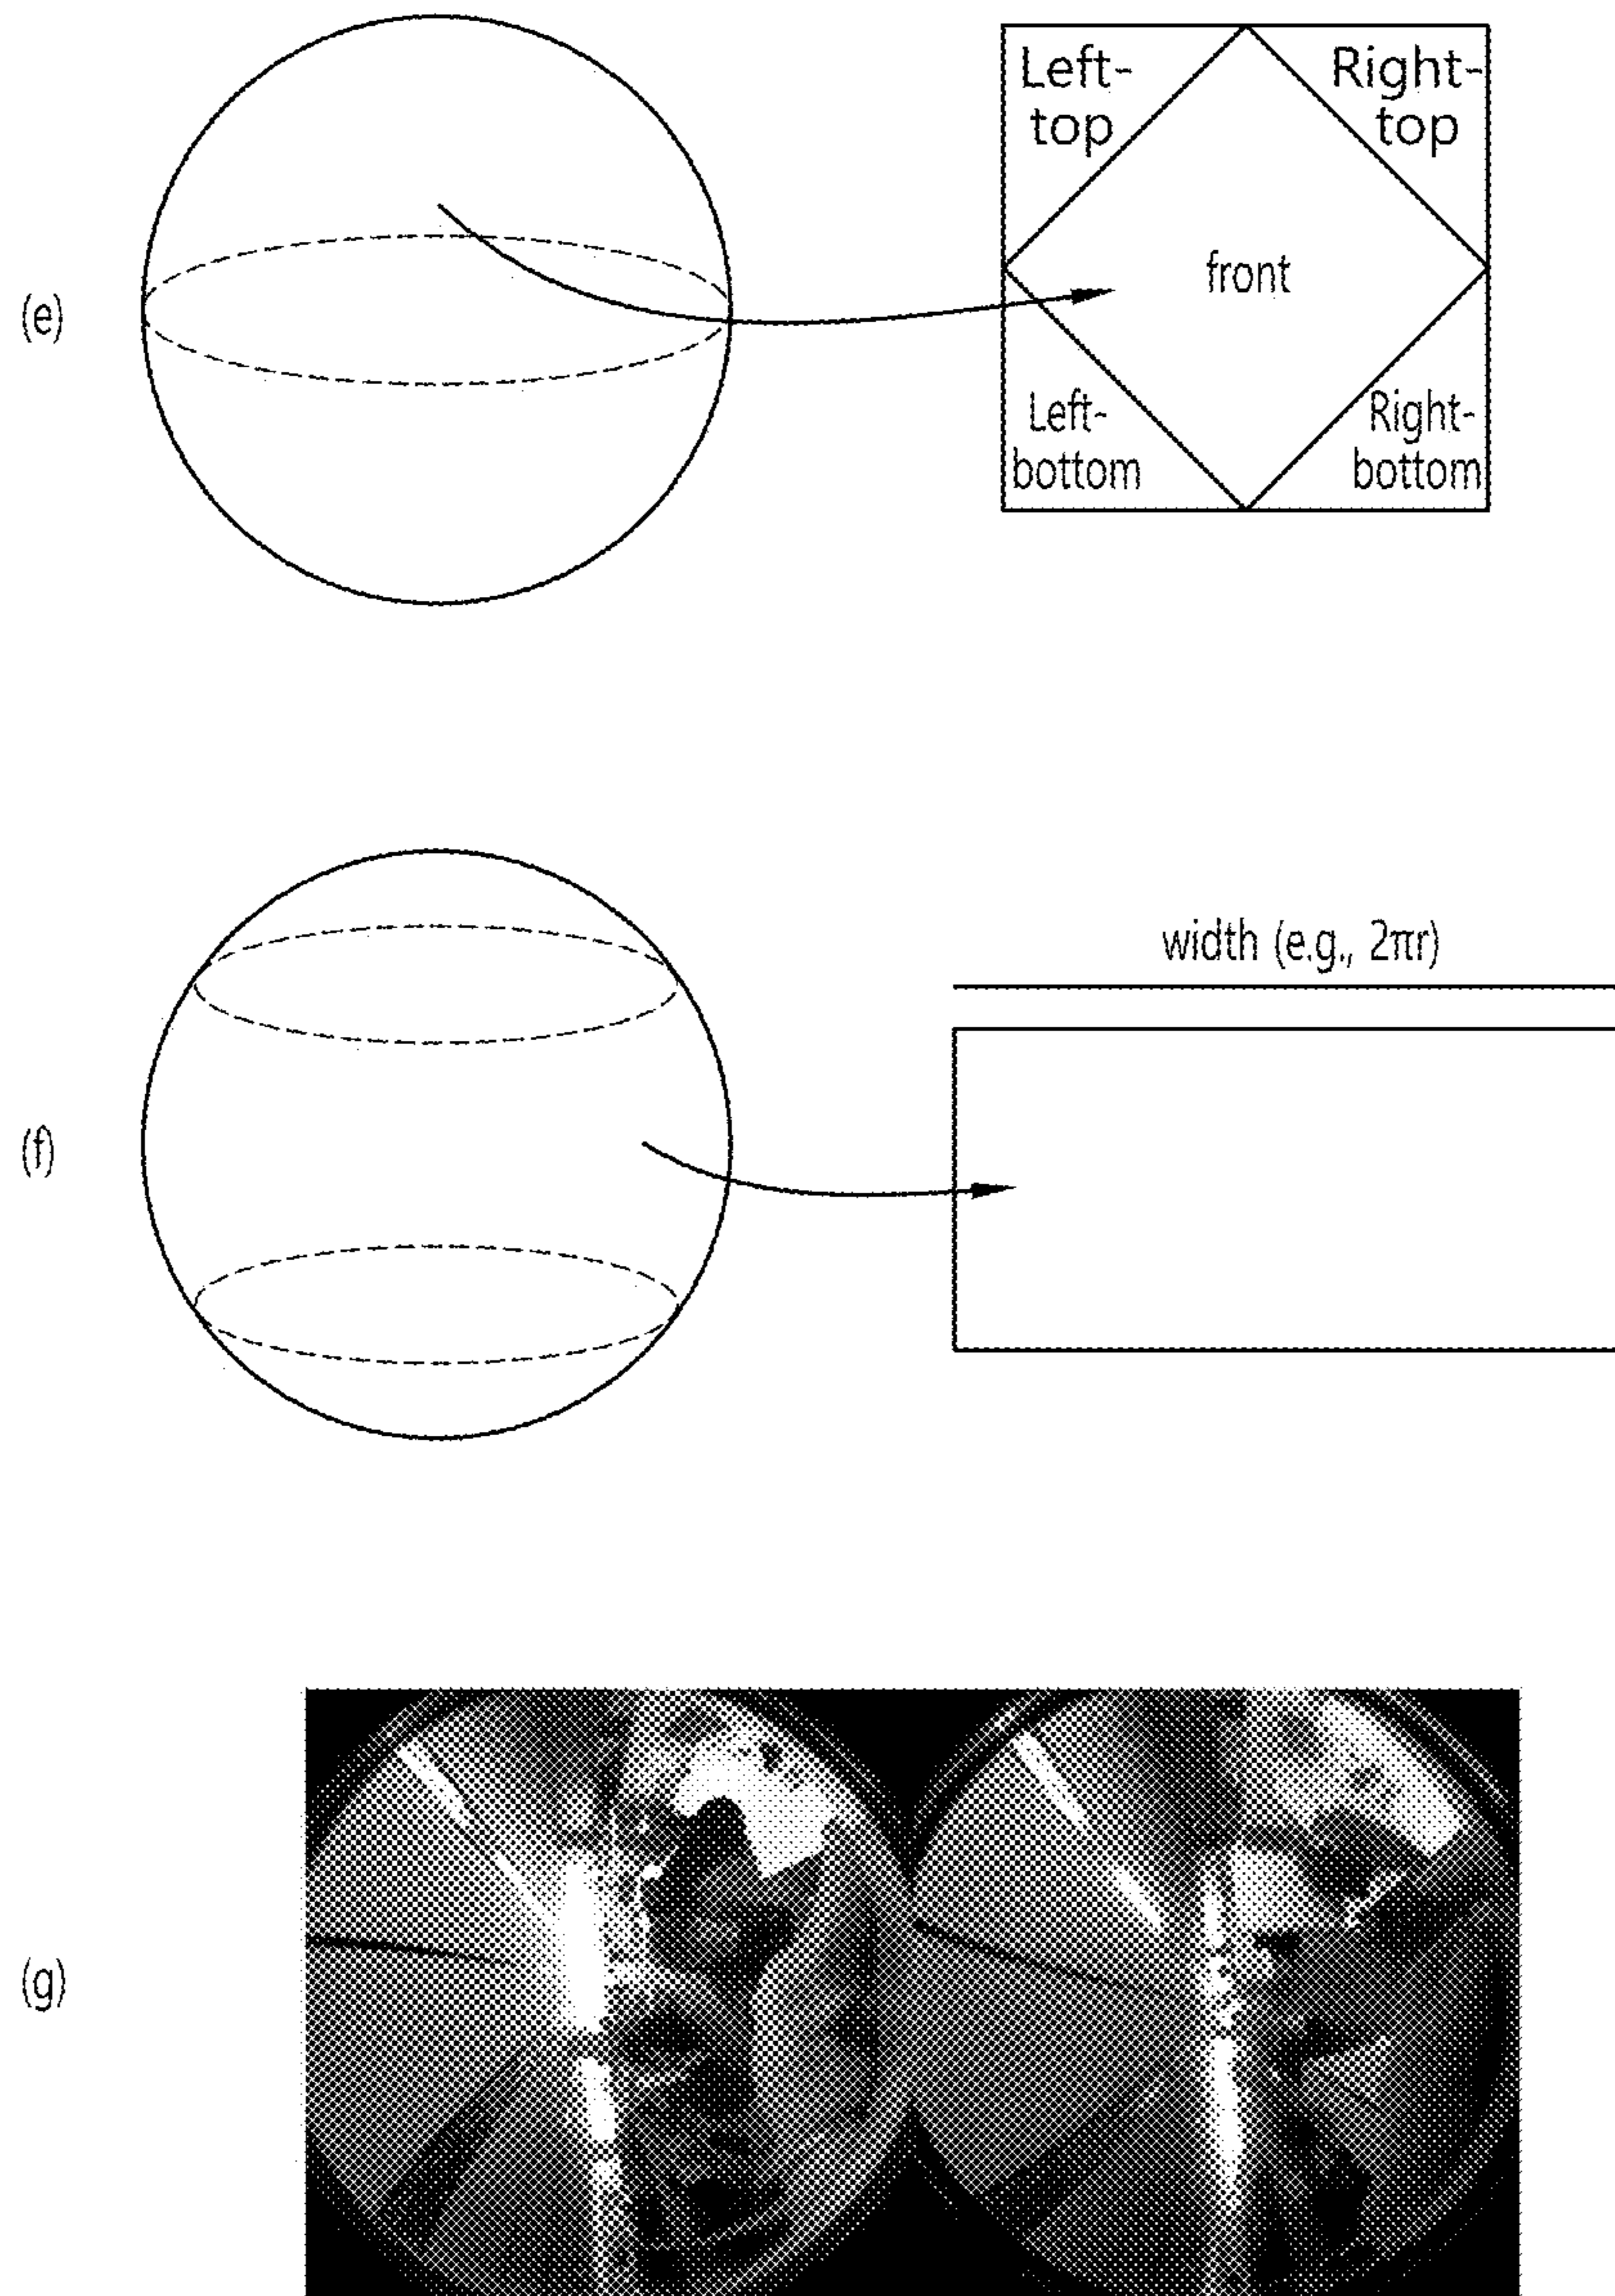 (e)
Left-
top
Right-
top
front
Left-
bottom
Right-
bottom
(f)
width (e.g., 2πr)
(g)